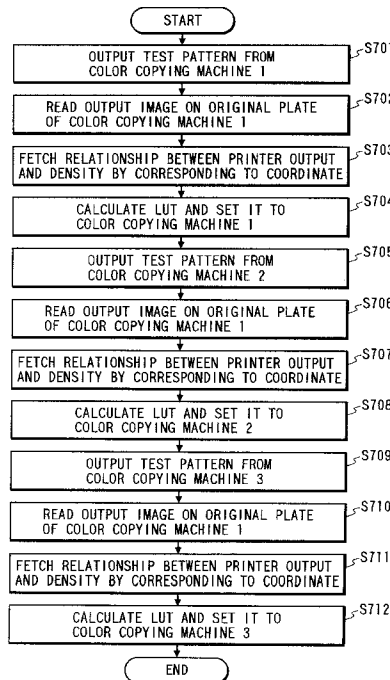 START
S701
OUTPUT TEST PATTERN FROM
COLOR COPYING MACHINE 1
S702
READ OUTPUT IMAGE ON ORIGINAL PLATE
OF COLOR COPYING MACHINE 1
S703
FETCH RELATIONSHIP BETWEEN PRINTER OUTPUT
AND DENSITY BY CORRESPONDING TO COORDINATE
S704
CALCULATE LUT AND SET IT TO
COLOR COPYING MACHINE 1
S705
OUTPUT TEST PATTERN FROM
COLOR COPYING MACHINE 2
S706
READ OUTPUT IMAGE ON ORIGINAL PLATE
OF COLOR COPYING MACHINE 1
S707
FETCH RELATIONSHIP BETWEEN PRINTER OUTPUT
AND DENSITY BY CORRESPONDING TO COORDINATE
S708
CALCULATE LUT AND SET IT TO
COLOR COPYING MACHINE 2
S709
OUTPUT TEST PATTERN FROM
COLOR COPYING MACHINE 3
S710
READ OUTPUT IMAGE ON ORIGINAL PLATE
OF COLOR COPYING MACHINE 1
S711
FETCH RELATIONSHIP BETWEEN PRINTER OUTPUT
AND DENSITY BY CORRESPONDING TO COORDINATE
S712
CALCULATE LUT AND SET IT TO
COLOR COPYING MACHINE 3
END